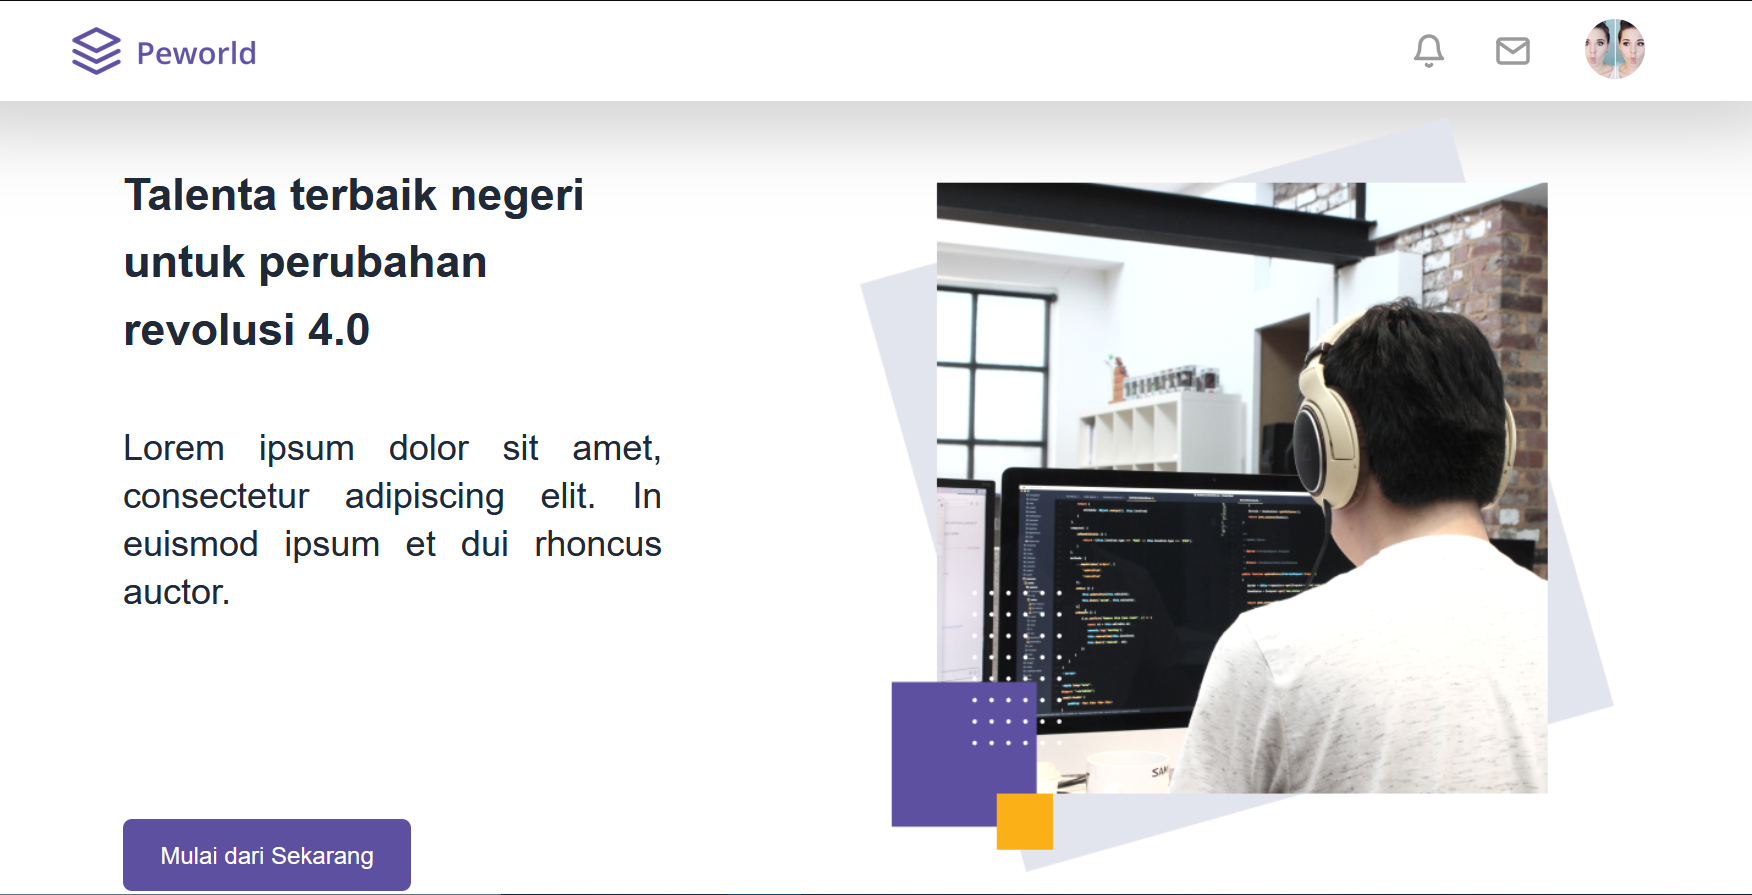 Peworld
Talenta terbaik negeri
untuk perubahan
revolusi 4.0
Lorem ipsum dolor sit amet,
consectetur adipiscing elit. In
euismod ipsum et dui rhoncus
auctor.
Mulai dari Sekarang